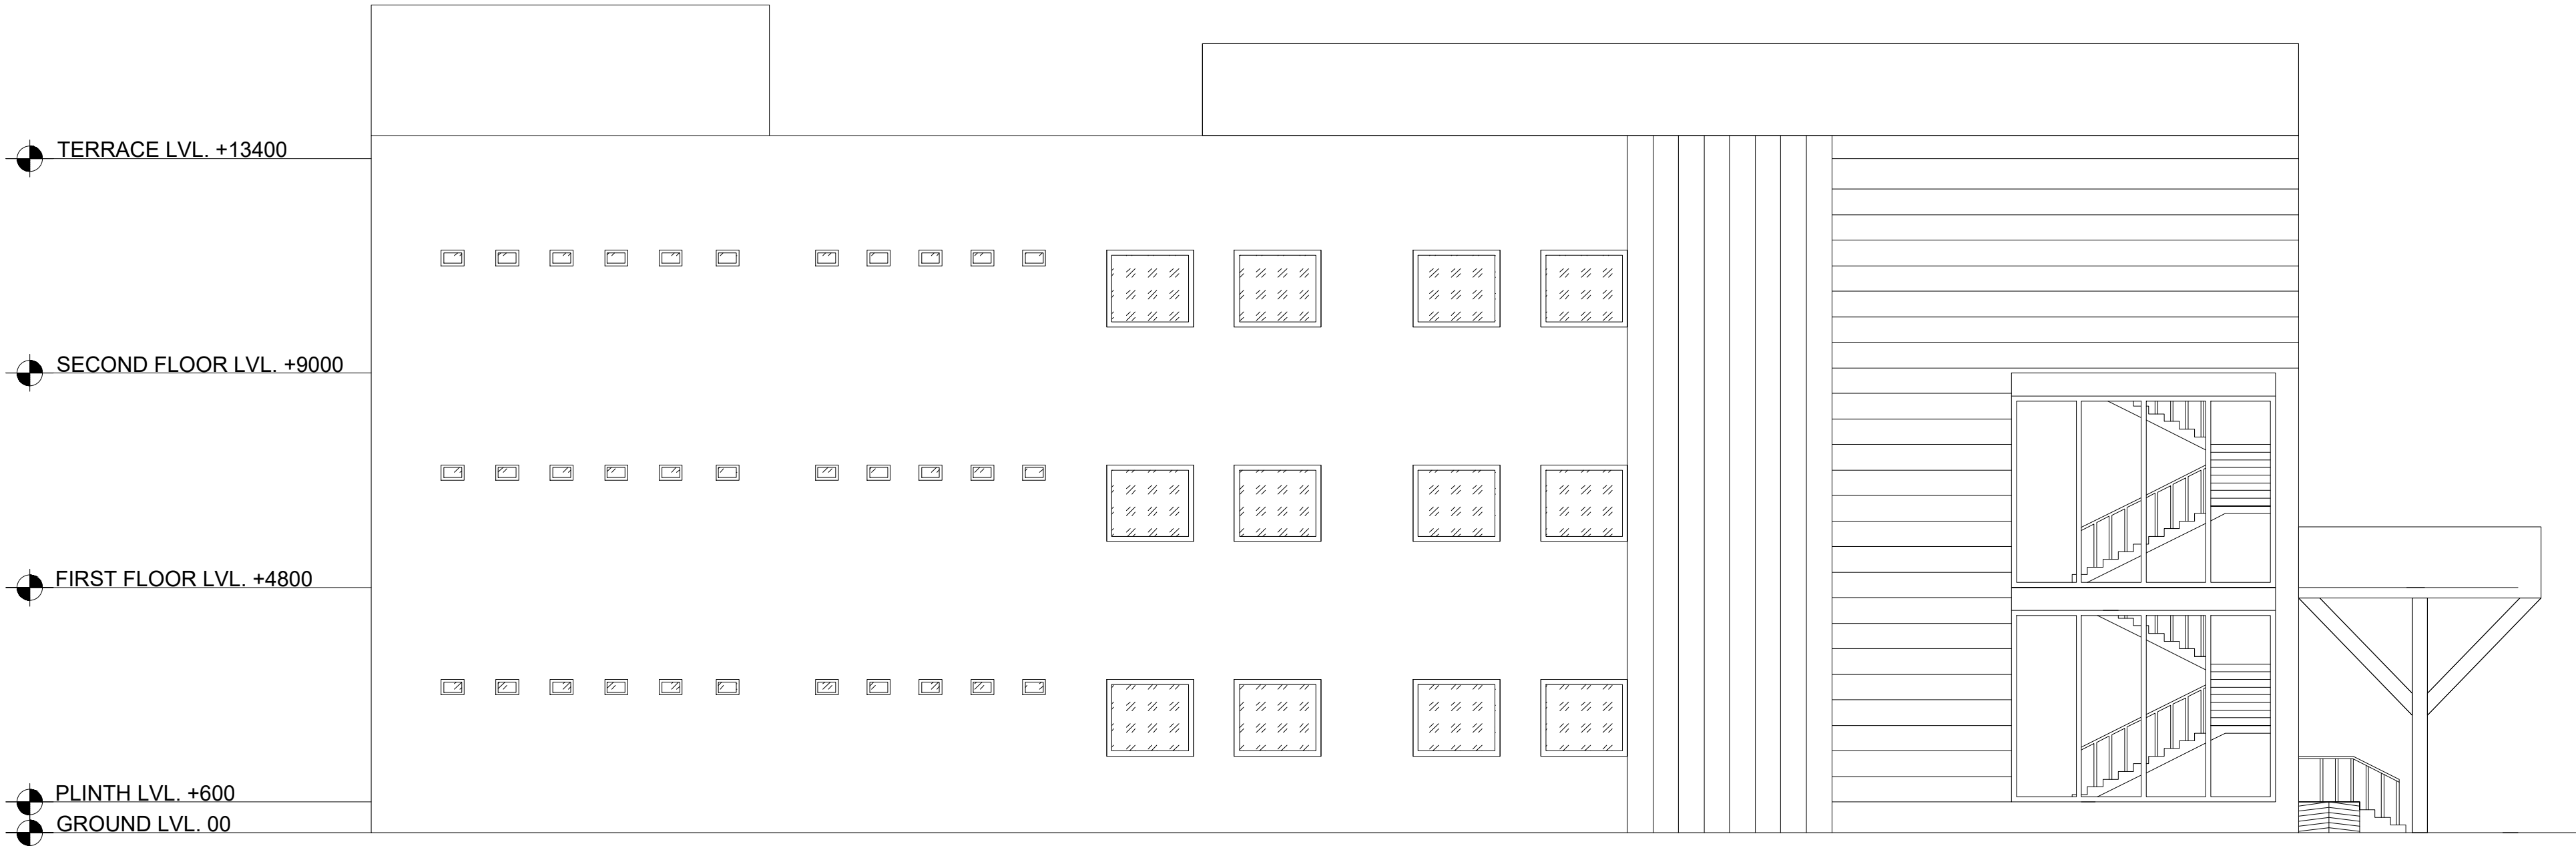 TERRACE LVL. +13400
SECOND FLOOR LVL. +9000
FIRST FLOOR LVL. +4800
PLINTH LVL. +600
GROUND LVL. 00